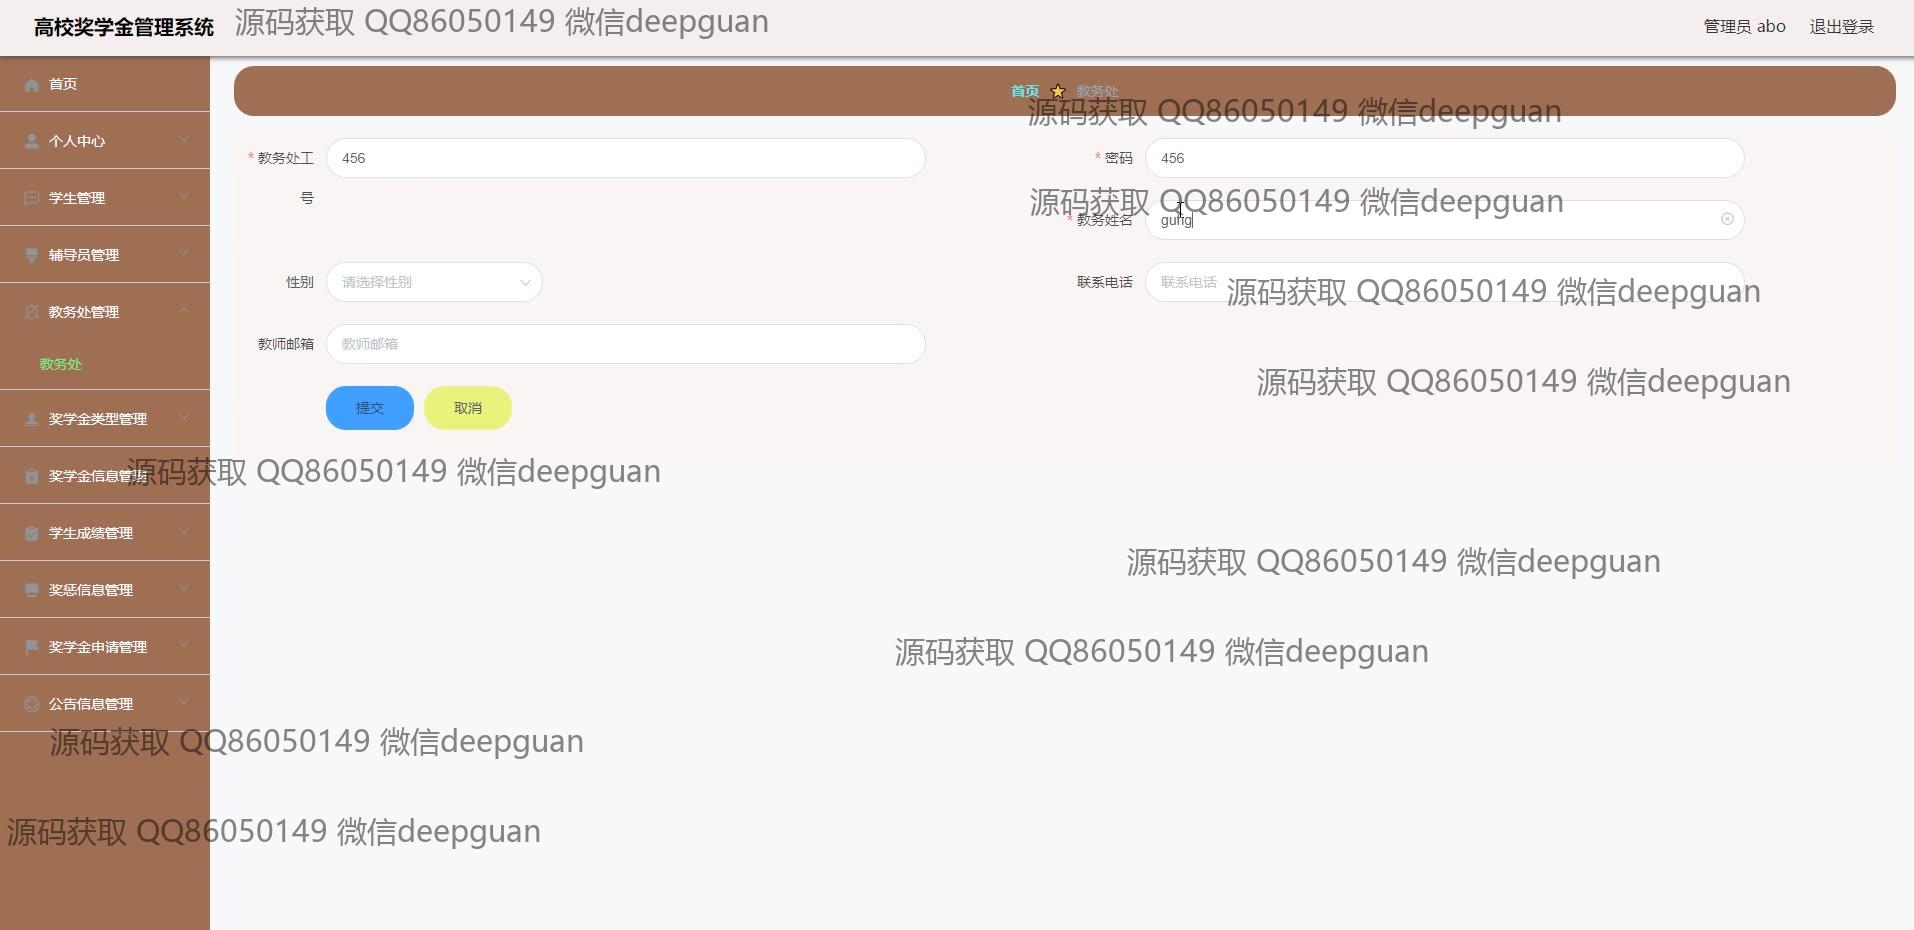 高校奖学金管理系统
源码获取 QQ86050149 微信deepguan
管理员 abo
退出登录
首页
个人中心
学生管理
辅导员管理
教务处管理
教务处
奖学金类型管理
奖学金信息管理
学生成绩管理
奖惩信息管理
奖学金申请管理
公告信息管理
首页
教务处
源码获取 QQ86050149 微信deepguan
* 教务处工号
456
* 密码
456
源码获取 QQ86050149 微信deepguan
* 教务姓名
gung
性别
请选择性别
联系电话
联系电话
源码获取 QQ86050149 微信deepguan
教师邮箱
教师邮箱
源码获取 QQ86050149 微信deepguan
提交
取消
源码获取 QQ86050149 微信deepguan
源码获取 QQ86050149 微信deepguan
源码获取 QQ86050149 微信deepguan
源码获取 QQ86050149 微信deepguan
源码获取 QQ86050149 微信deepguan